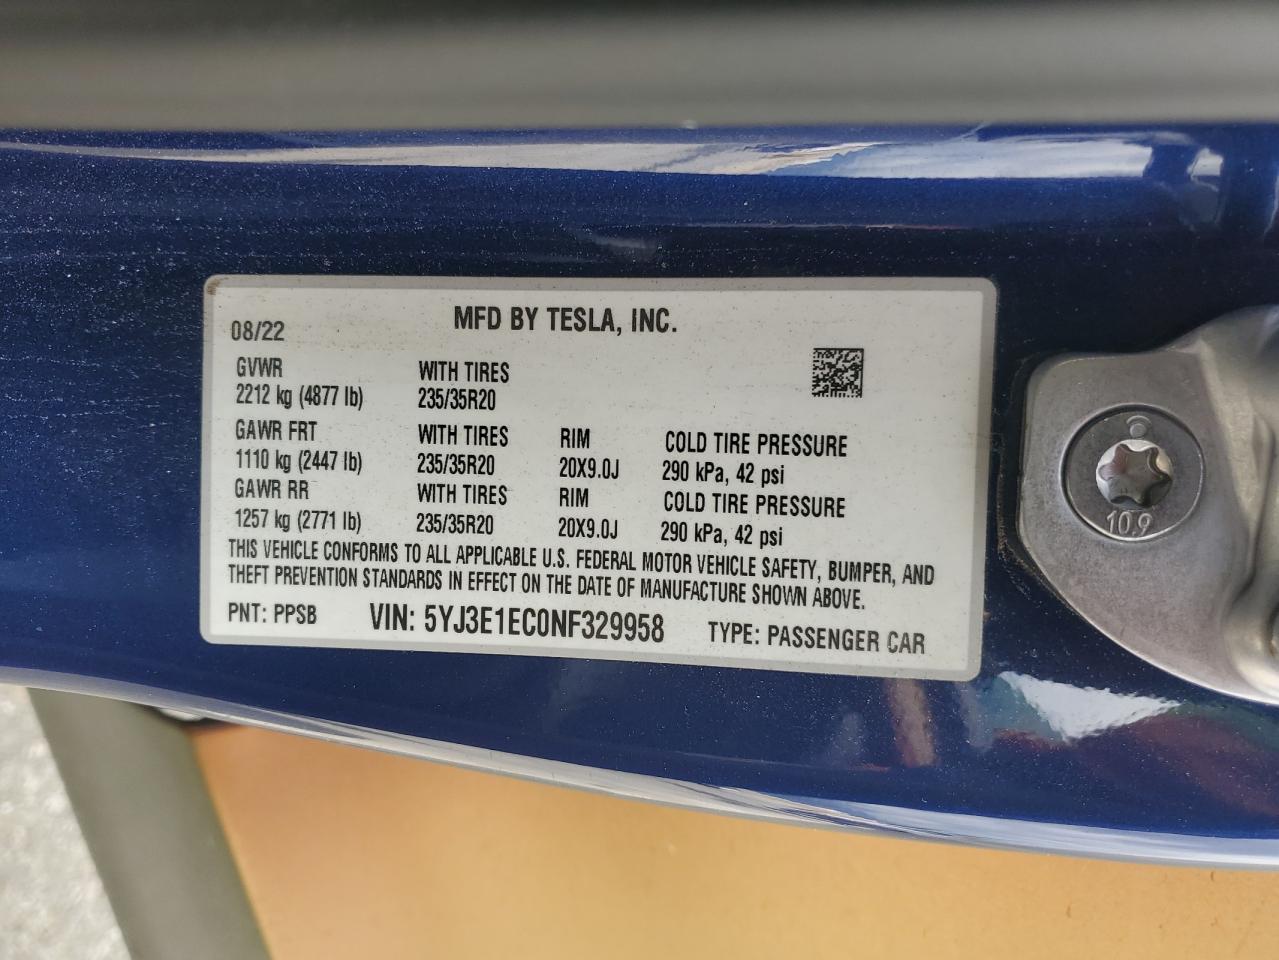 MFD BY TESLA, INC.
08/22
GVWR WITH TIRES
2212 kg (4877 lb) 235/35R20
GAWR FRT WITH TIRES RIM COLD TIRE PRESSURE
1110 kg (2447 lb) 235/35R20 20X9.0J 290 kPa, 42 psi
GAWR RR WITH TIRES RIM COLD TIRE PRESSURE
1257 kg (2771 lb) 235/35R20 20X9.0J 290 kPa, 42 psi
THIS VEHICLE CONFORMS TO ALL APPLICABLE U.S. FEDERAL MOTOR VEHICLE SAFETY, BUMPER, AND
THEFT PREVENTION STANDARDS IN EFFECT ON THE DATE OF MANUFACTURE SHOWN ABOVE.
PNT: PPSB VIN: 5YJ3E1EC0NF329958 TYPE: PASSENGER CAR
10.9